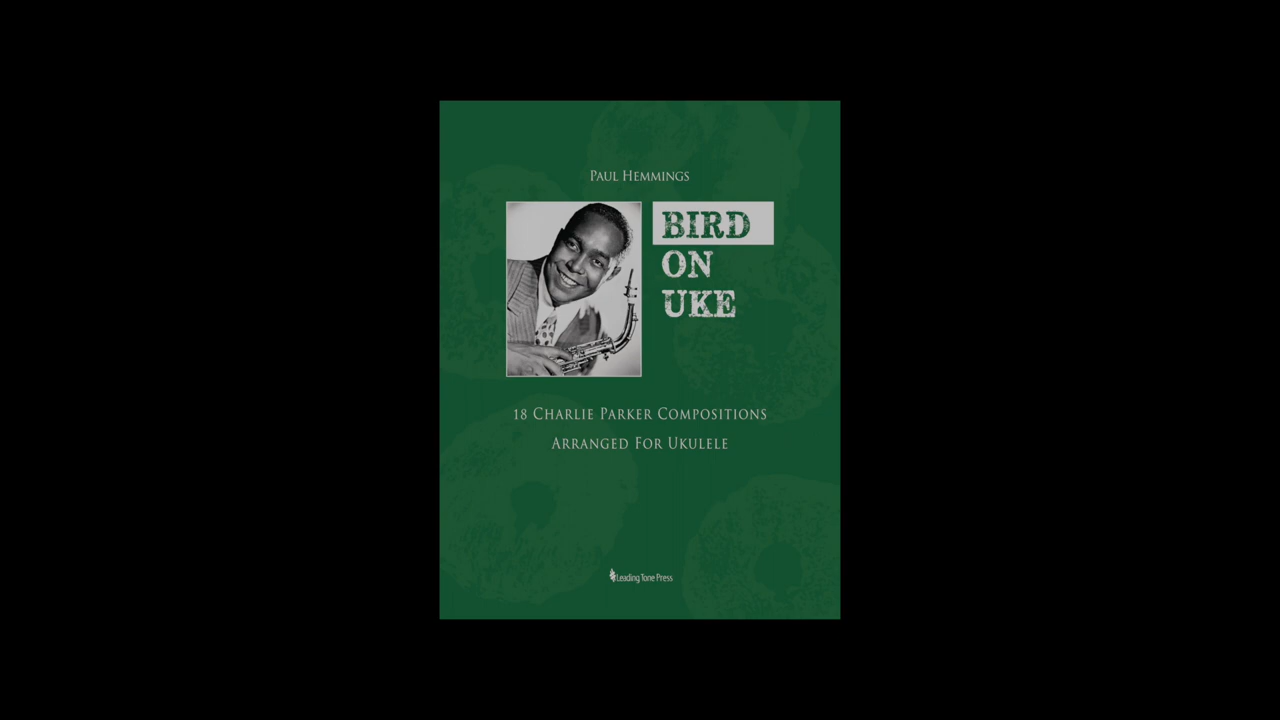 PAUL HEMMINGS
BIRD
ON
UKE
18 CHARLIE PARKER COMPOSITIONS
ARRANGED FOR UKULELE
Leading Tone Press